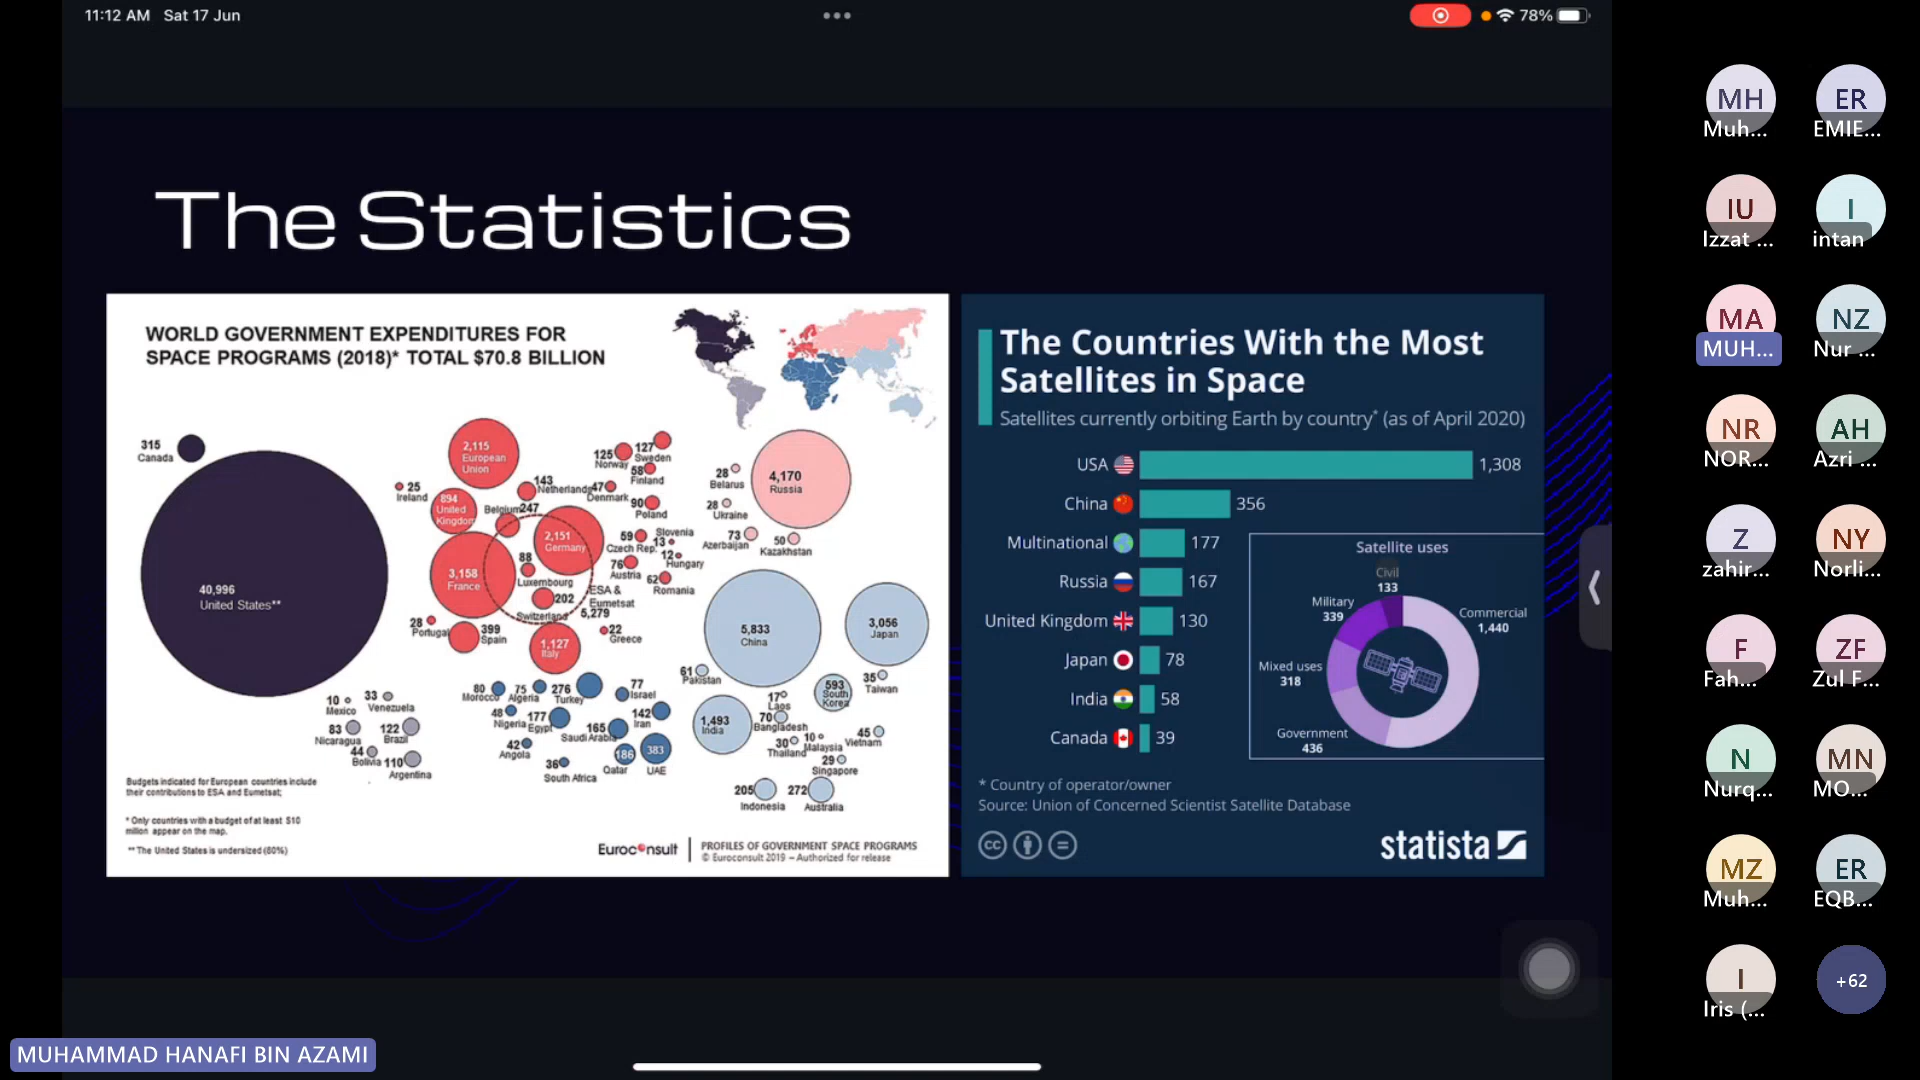 11:12 AM Sat 17 Jun
78%
The Statistics
WORLD GOVERNMENT EXPENDITURES FOR
SPACE PROGRAMS (2018)* TOTAL $70.8 BILLION
315
Canada
40,996
United States**
2,115
European
Union
25
Ireland
894
United
Kingdom
143
Netherlands
Belgium 247
125
Norway
127
Sweden
58
Finland
47
Denmark
90
Poland
2,151
Germany
59
Czech Rep.
Slovenia
13
12
Hungary
76
Austria
62
Romania
88
Luxembourg
3,158
France
202
Switzerland
ESA &
Eumetsat
5,279
28
Portugal
399
Spain
1,127
Italy
22
Greece
28
Belarus
4,170
Russia
28
Ukraine
73
Azerbaijan
50
Kazakhstan
5,833
China
3,056
Japan
61
Pakistan
593
South
Korea
35
Taiwan
1,493
India
17
Laos
70
Bangladesh
30
Thailand
10
Malaysia
45
Vietnam
29
Singapore
205
Indonesia
272
Australia
80
Morocco
75
Algeria
276
Turkey
77
Israel
48
Nigeria
177
Egypt
165
Saudi Arabia
142
Iran
42
Angola
36
South Africa
186
Qatar
383
UAE
10
Mexico
33
Venezuela
83
Nicaragua
122
Brazil
44
Bolivia
110
Argentina
Budgets indicated for European countries include
their contributions to ESA and Eumetsat;
* Only countries with a budget of at least $10
million appear on the map.
** The United States is undersized (60%)
Euroconsult
PROFILES OF GOVERNMENT SPACE PROGRAMS
© Euroconsult 2019 – Authorized for release
The Countries With the Most
Satellites in Space
Satellites currently orbiting Earth by country* (as of April 2020)
USA 1,308
China 356
Multinational 177
Russia 167
United Kingdom 130
Japan 78
India 58
Canada 39
Satellite uses
Civil
133
Military
339
Commercial
1,440
Mixed uses
318
Government
436
* Country of operator/owner
Source: Union of Concerned Scientist Satellite Database
cc
statista
MH
Muh...
ER
EMIE...
IU
Izzat ...
I
intan
MA
MUH...
NZ
Nur ...
NR
NOR...
AH
Azri ...
Z
zahir...
NY
Norli...
F
Fah...
ZF
Zul F...
N
Nurq...
MN
MO...
MZ
Muh...
ER
EQB...
I
Iris (...
+62
MUHAMMAD HANAFI BIN AZAMI